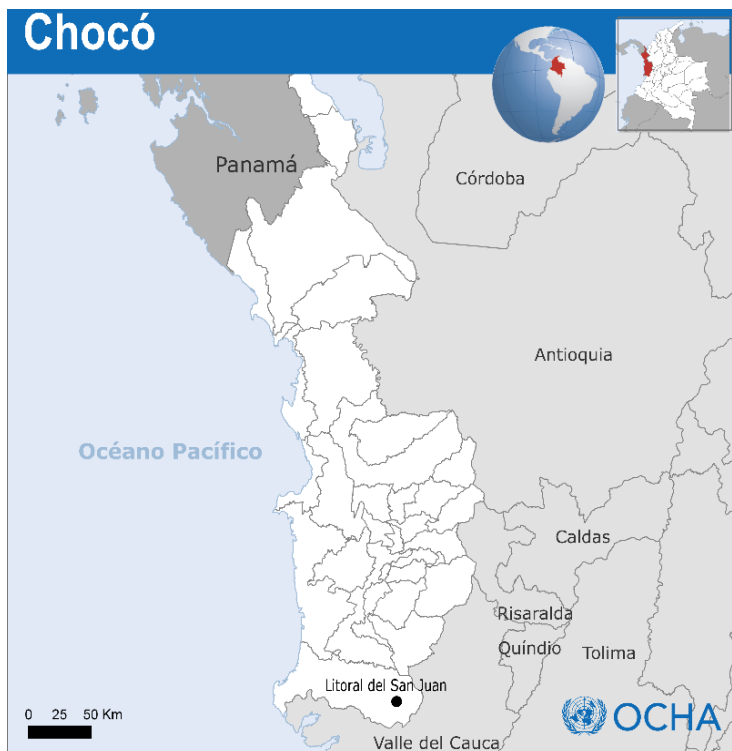 Chocó
Panamá
Córdoba
Antioquia
Océano Pacífico
Caldas
Risaralda
Quíndio
Tolima
Litoral del San Juan
0 25 50 Km
OCHA
Valle del Cauca